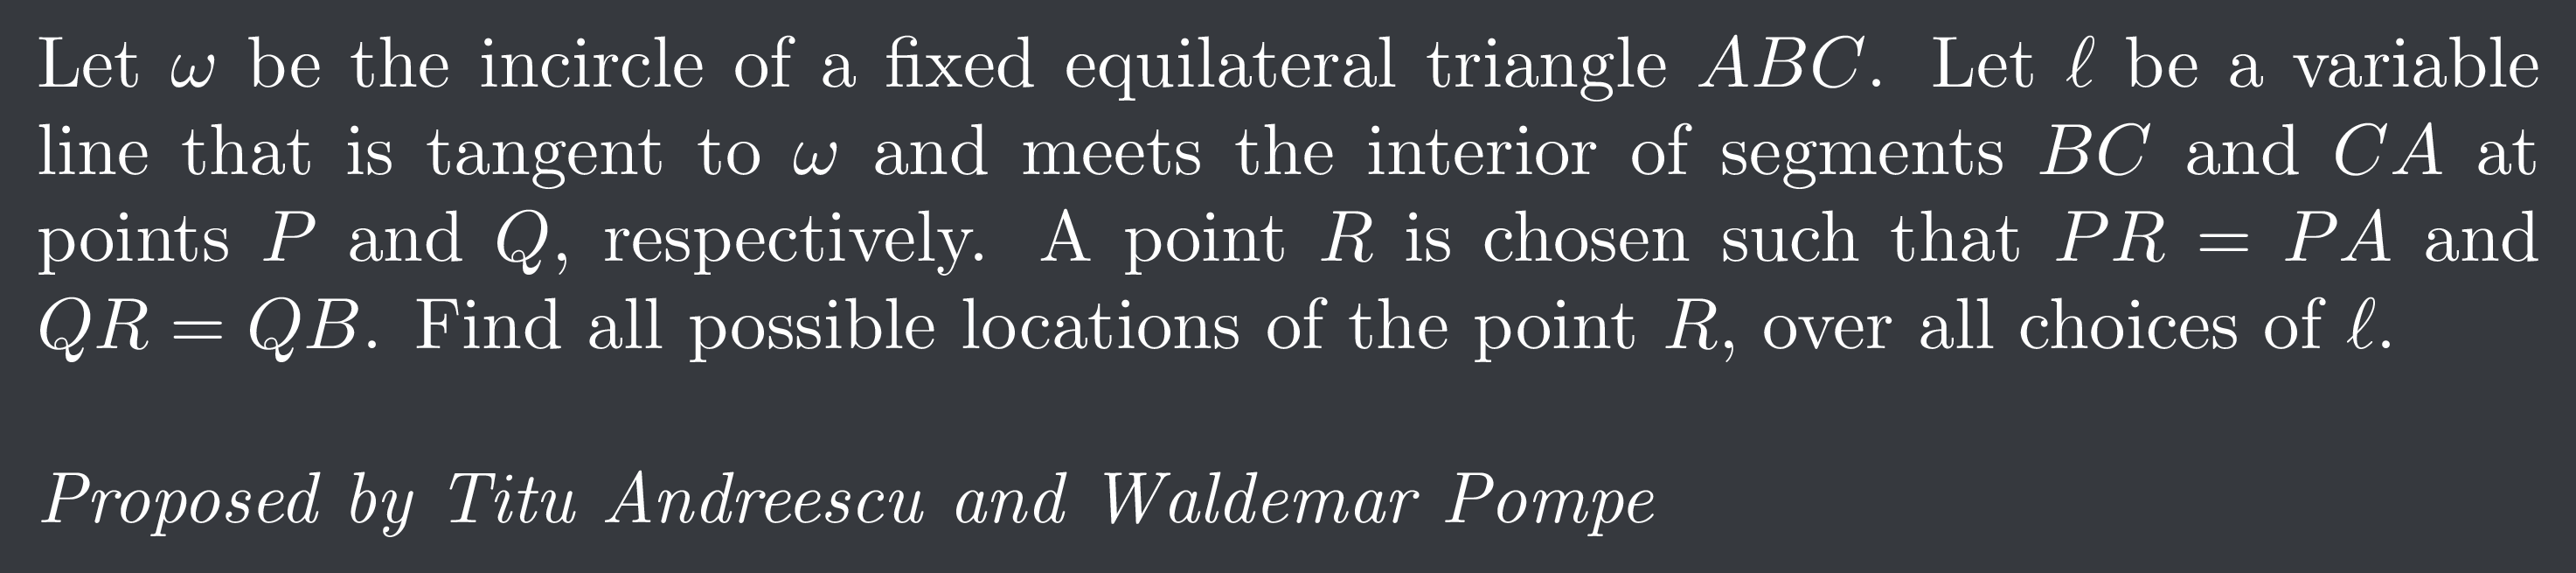 Let ω be the incircle of a fixed equilateral triangle ABC. Let ℓ be a variable
line that is tangent to ω and meets the interior of segments BC and CA at
points P and Q, respectively. A point R is chosen such that PR = PA and
QR = QB. Find all possible locations of the point R, over all choices of ℓ.
Proposed by Titu Andreescu and Waldemar Pompe